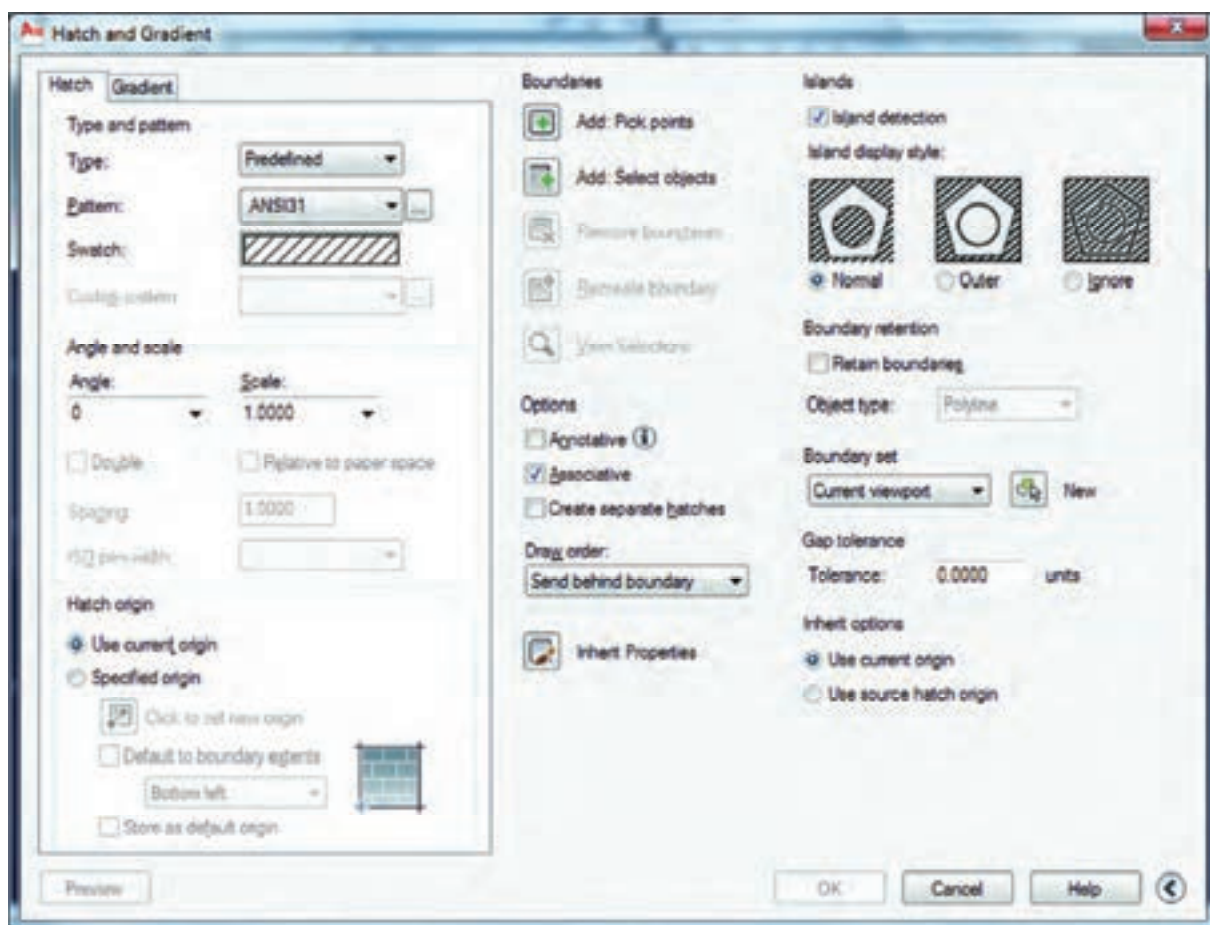 Hatch and Gradient
Hatch
Gradient
Type and pattern
Type:
Predefined
Pattern:
ANSI31
...
Swatch:
Custom pattern:
...
Angle and scale
Angle:
Scale:
0
1.0000
Double
Relative to paper space
Spacing:
1.0000
ISO pen width:
Hatch origin
Use current origin
Specified origin
Click to set new origin
Default to boundary extents
Bottom left
Store as default origin
Preview
Boundaries
Add: Pick points
Add: Select objects
Remove boundaries
Recreate boundary
View Selections
Options
Annotative
Associative
Create separate hatches
Draw order:
Send behind boundary
Inherit Properties
Islands
Island detection
Island display style:
Normal
Outer
Ignore
Boundary retention
Retain boundaries
Object type:
Polyline
Boundary set
Current viewport
New
Gap tolerance
Tolerance:
0.0000
units
Inherit options
Use current origin
Use source hatch origin
OK
Cancel
Help